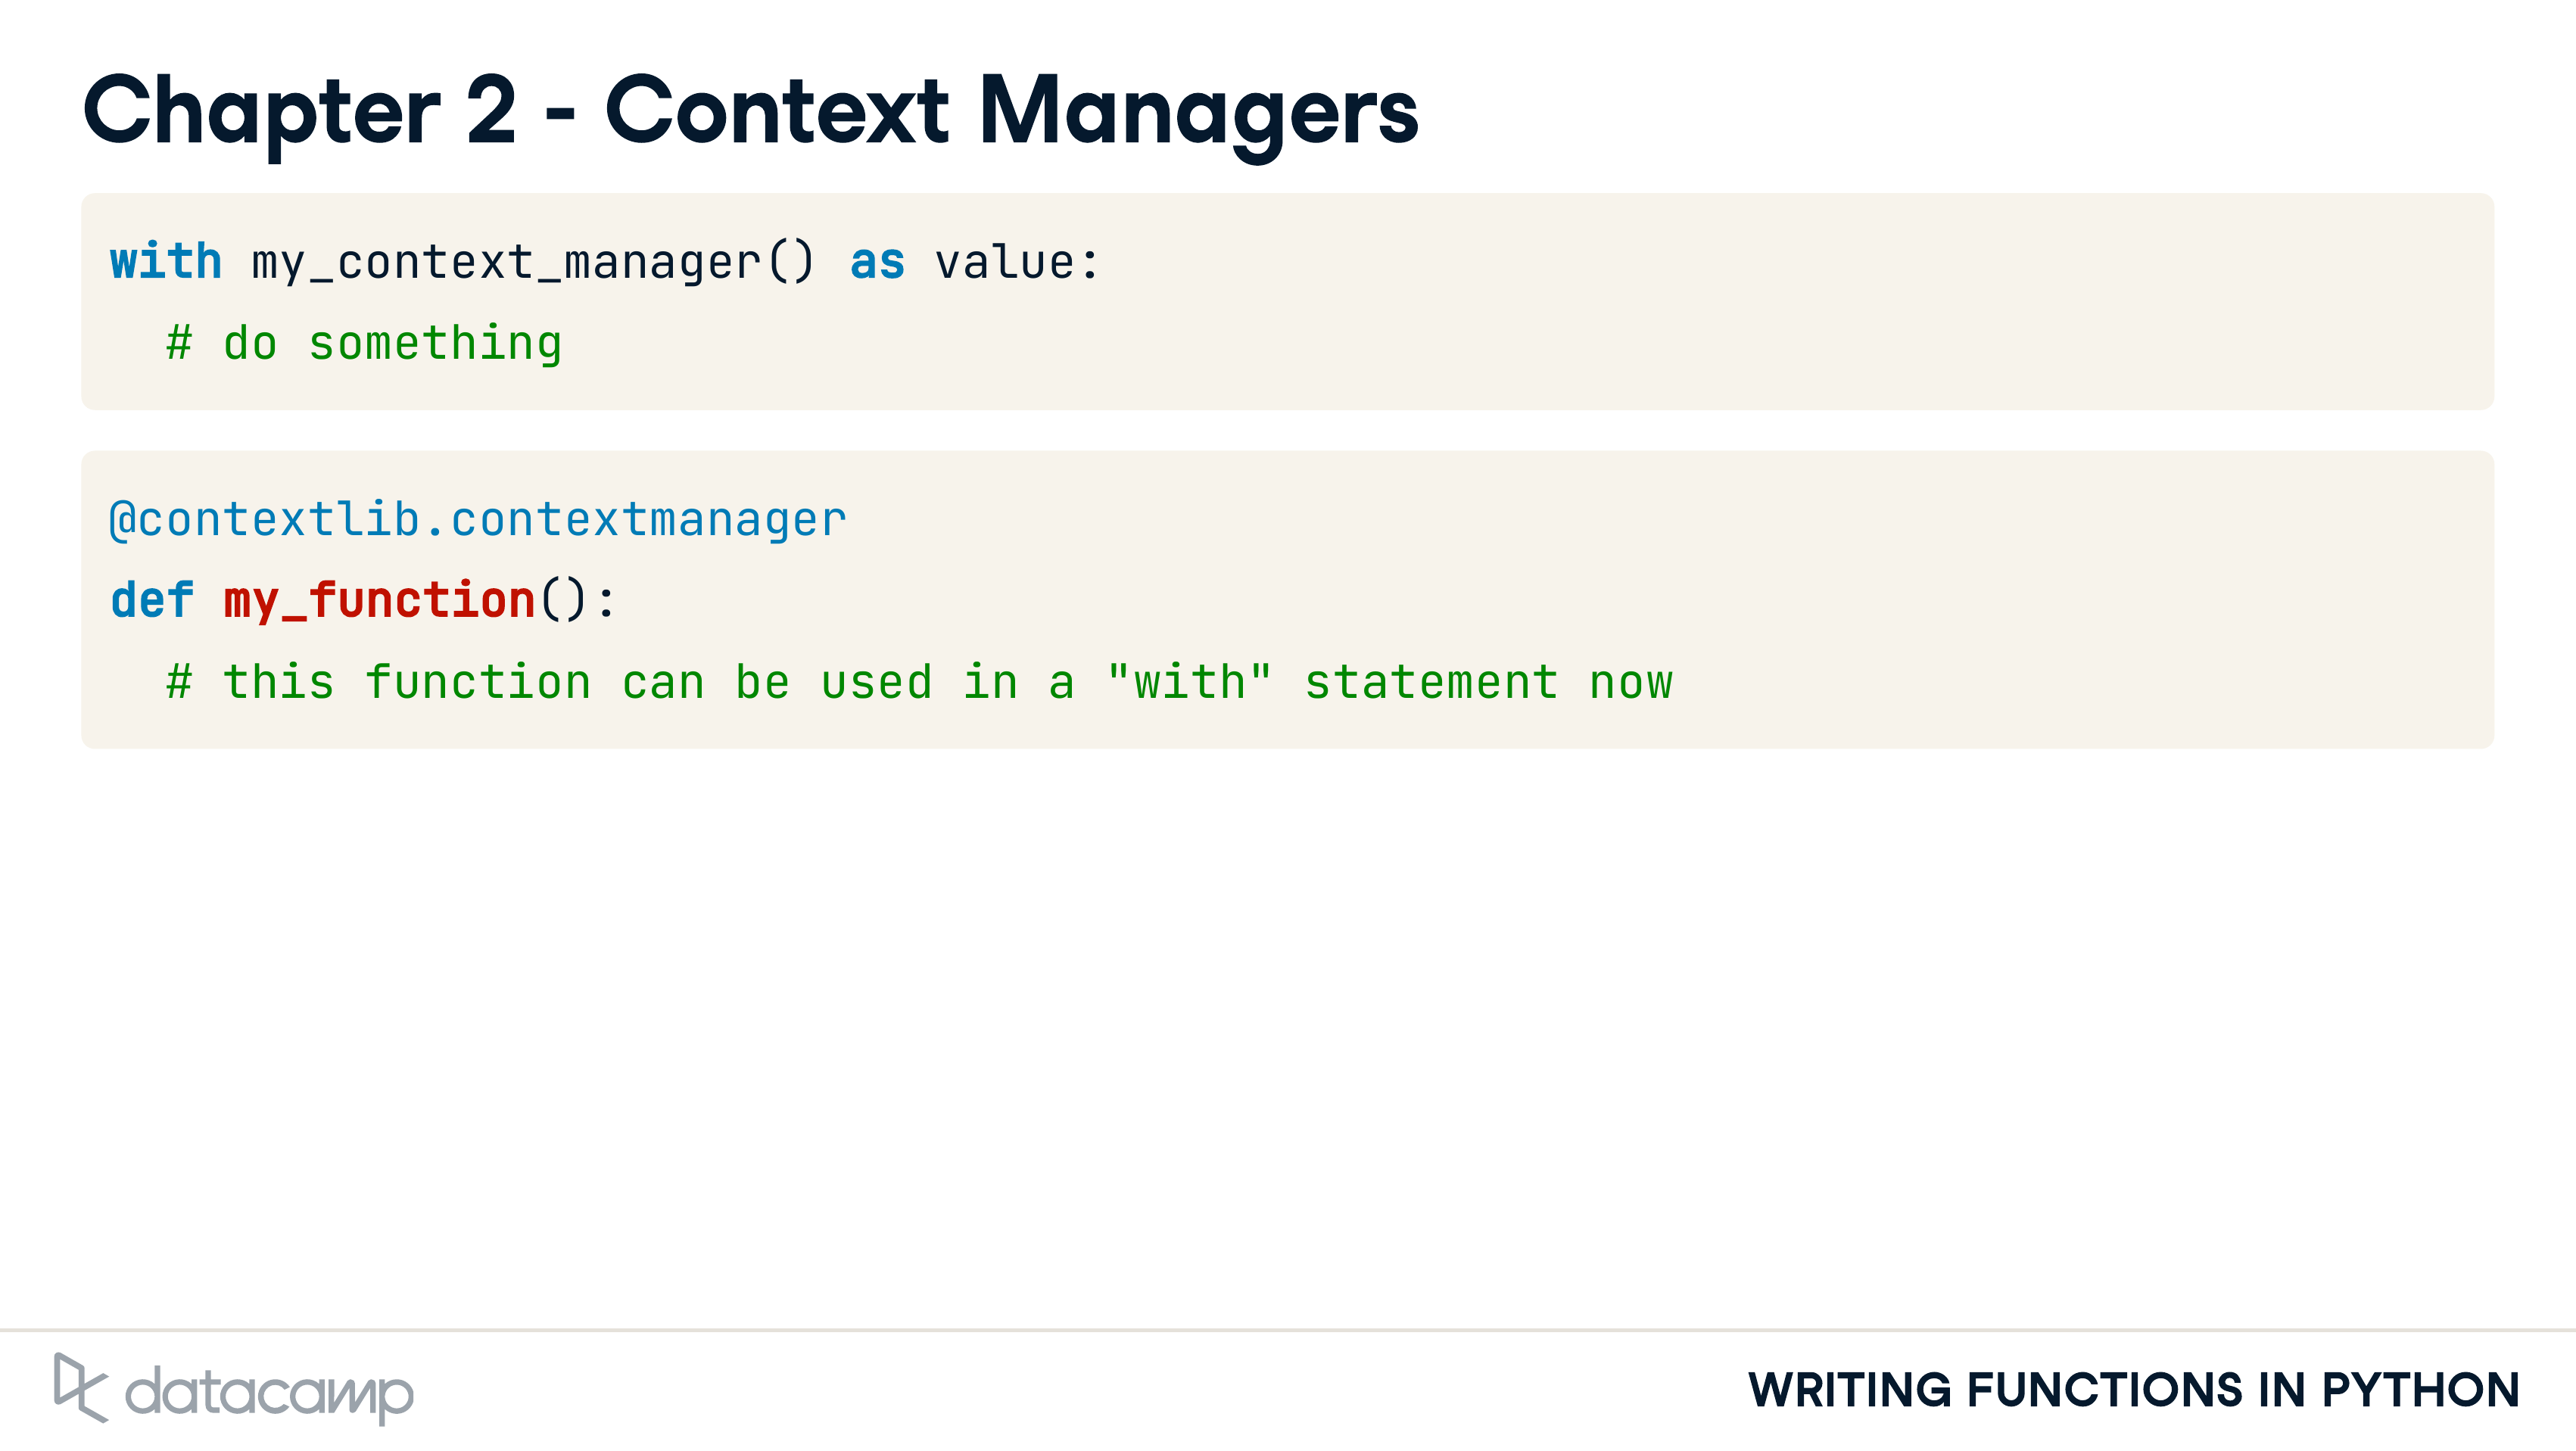 Chapter 2 - Context Managers
with my_context_manager() as value:
  # do something
@contextlib.contextmanager
def my_function():
  # this function can be used in a "with" statement now
datacamp
WRITING FUNCTIONS IN PYTHON